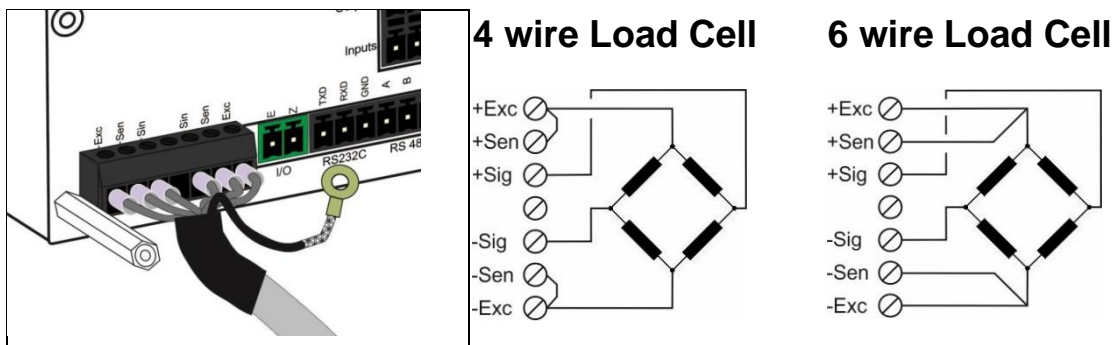 Inputs
-Exc
-Sen
-Sin
Sin
Sen
Exc
E
Z
TXD
RXD
GND
A
B
I/O
RS232C
RS 48
4 wire Load Cell
+Exc
+Sen
+Sig
-Sig
-Sen
-Exc
6 wire Load Cell
+Exc
+Sen
+Sig
-Sig
-Sen
-Exc